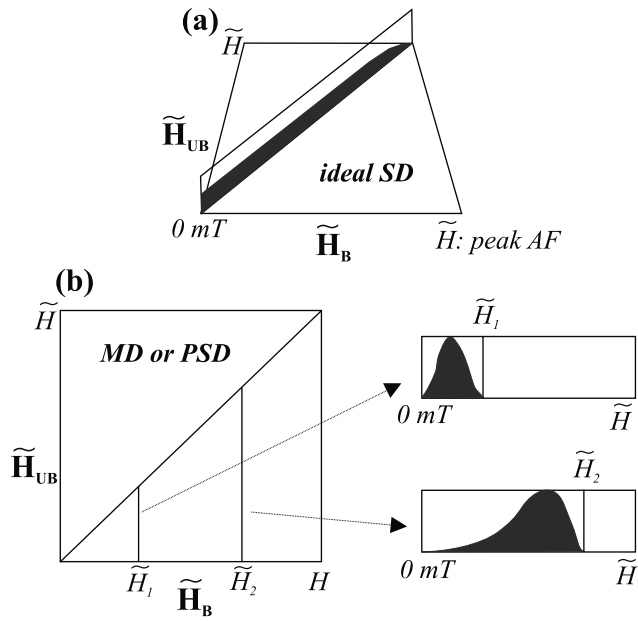 (a)
H̃
H̃UB
ideal SD
0 mT
H̃B
H̃: peak AF
(b)
H̃
MD or PSD
H̃UB
H̃1
H̃2
H
H̃B
H̃1
0 mT
H̃
H̃2
0 mT
H̃